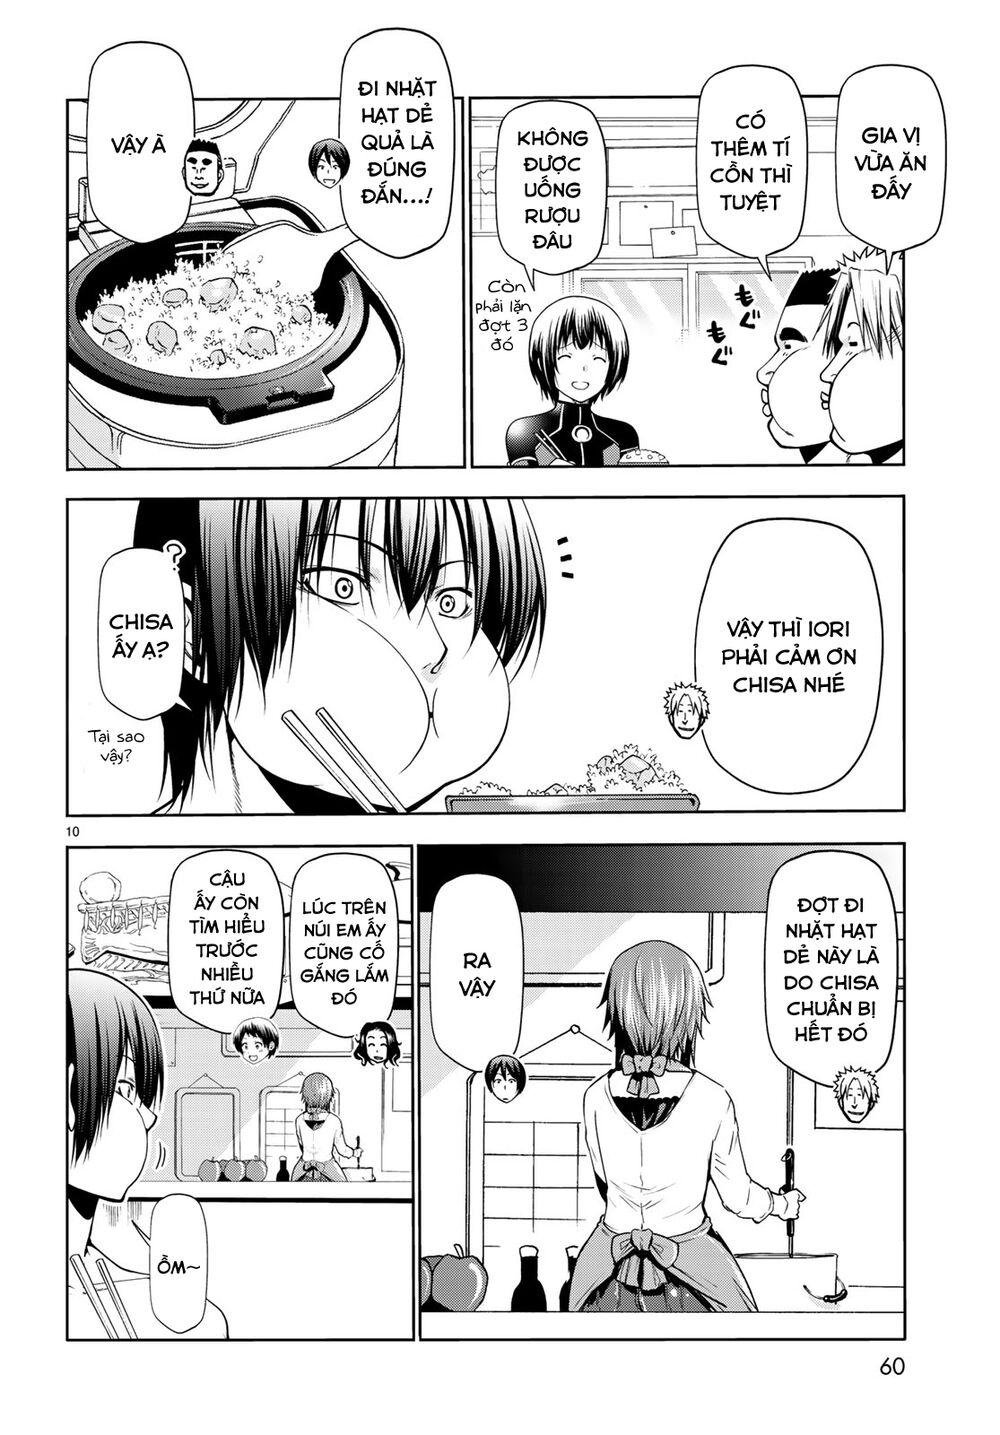 GIA VỊ
VỪA ĂN
ĐẤY
CÓ
THÊM TÍ
CỒN THÌ
TUYỆT
KHÔNG
ĐƯỢC
UỐNG
RƯỢU
ĐÂU
Còn
phải lặn
đợt 3
đó
もぐ
もぐ
ĐI NHẶT
HẠT DẺ
QUẢ LÀ
ĐÚNG
ĐẮN...!
VẬY À
VẬY THÌ IORI
PHẢI CẢM ƠN
CHISA NHÉ
?
CHISA
ẤY Ạ?
Tại sao
vậy?
10
ĐỢT ĐI
NHẶT HẠT
DẺ NÀY LÀ
DO CHISA
CHUẨN BỊ
HẾT ĐÓ
RA
VẬY
LÚC TRÊN
NÚI EM ẤY
CŨNG CỐ
GẮNG LẮM
ĐÓ
CẬU
ẤY CÒN
TÌM HIỂU
TRƯỚC
NHIỀU
THỨ NỮA
ỒM~
60